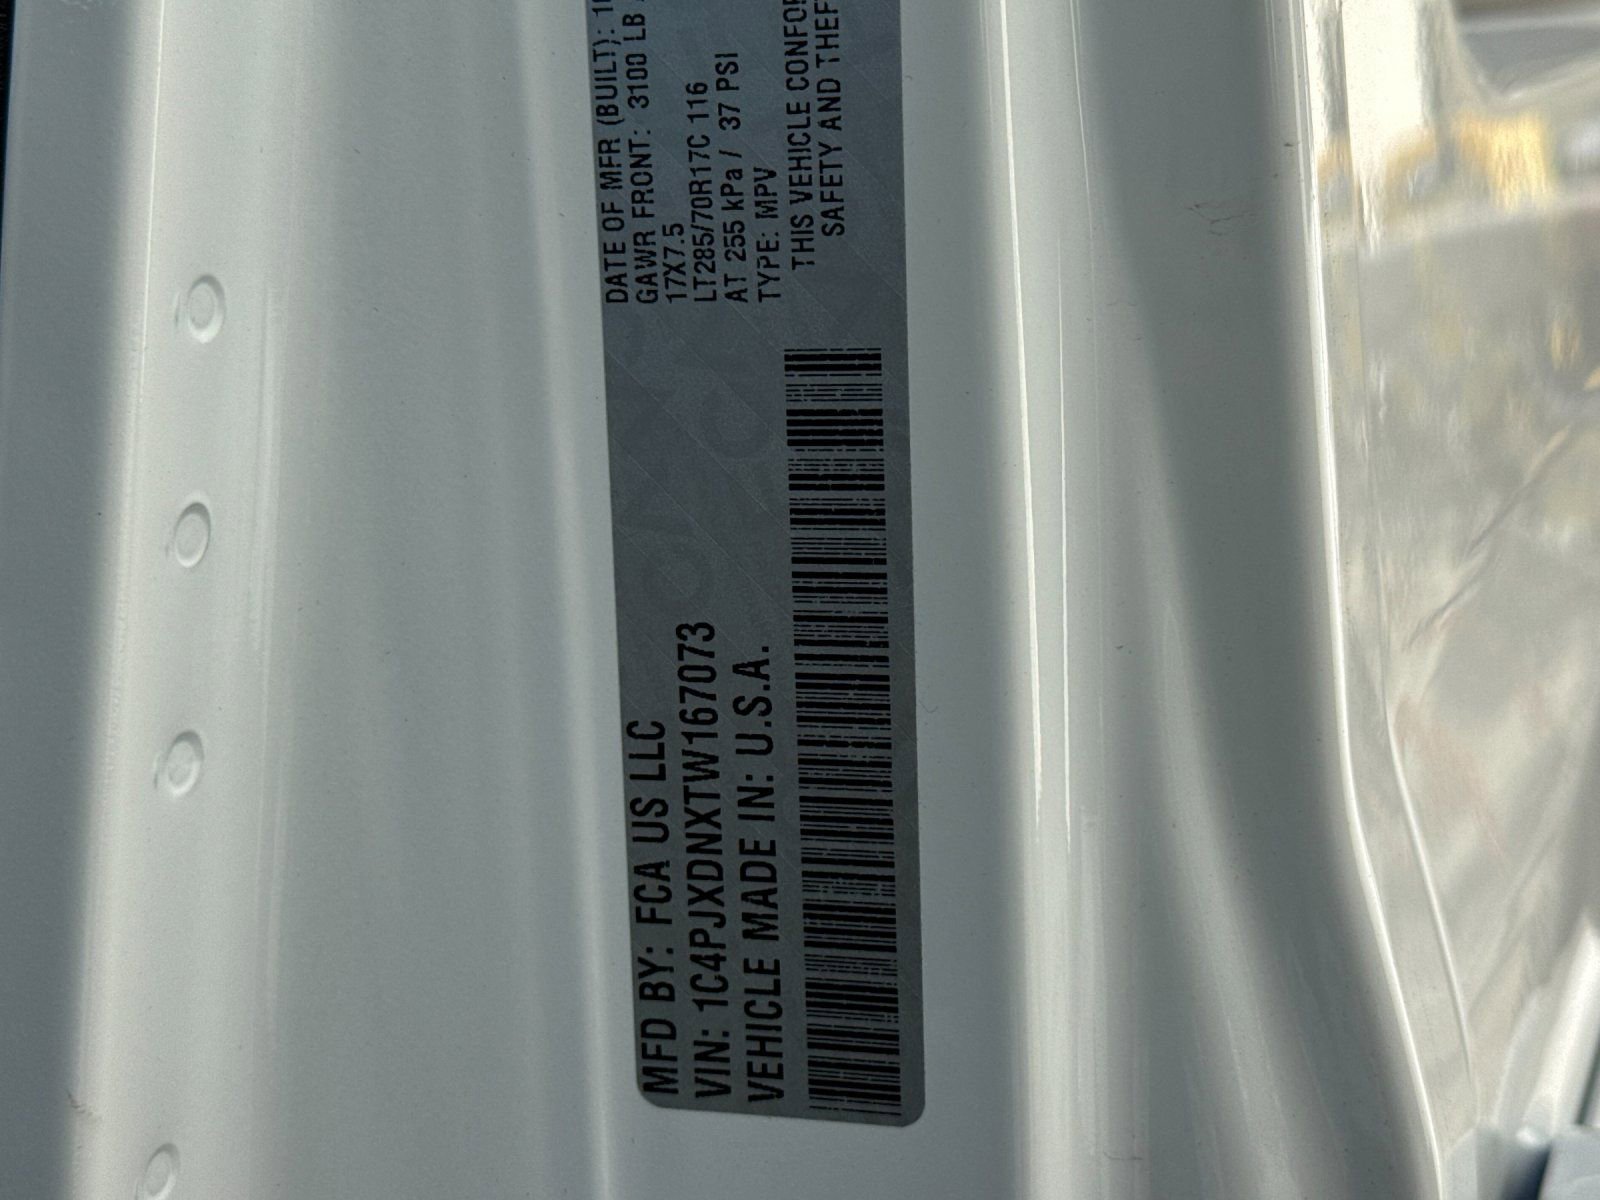 MFD BY: FCA US LLC
VIN: 1C4PJXDNXTW167073
VEHICLE MADE IN: U.S.A.
DATE OF MFR (BUILT):
GAWR FRONT: 3100 LB
17X7.5
LT285/70R17C 116
AT 255 kPa / 37 PSI
TYPE: MPV
THIS VEHICLE
SAFETY AND